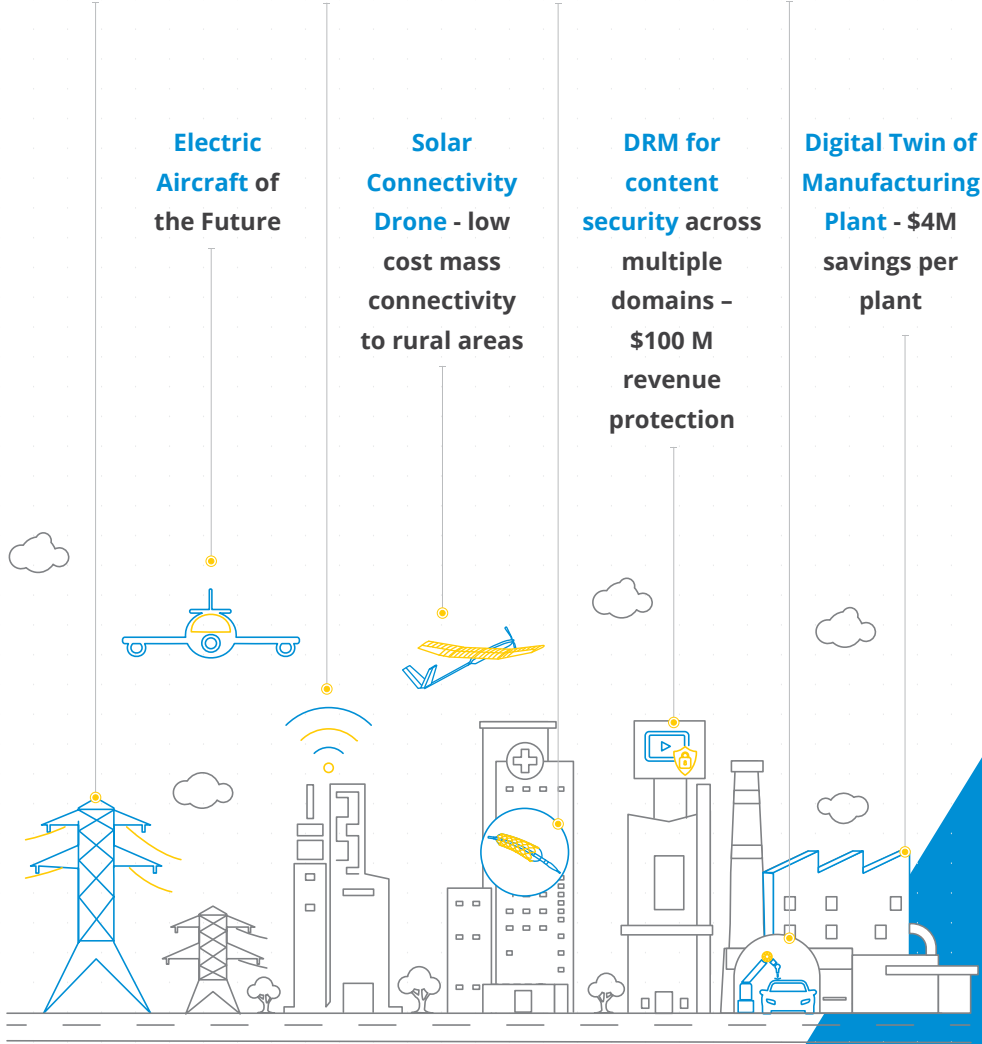 Electric
Aircraft of
the Future
Solar
Connectivity
Drone - low
cost mass
connectivity
to rural areas
DRM for
content
security across
multiple
domains –
$100 M
revenue
protection
Digital Twin of
Manufacturing
Plant - $4M
savings per
plant